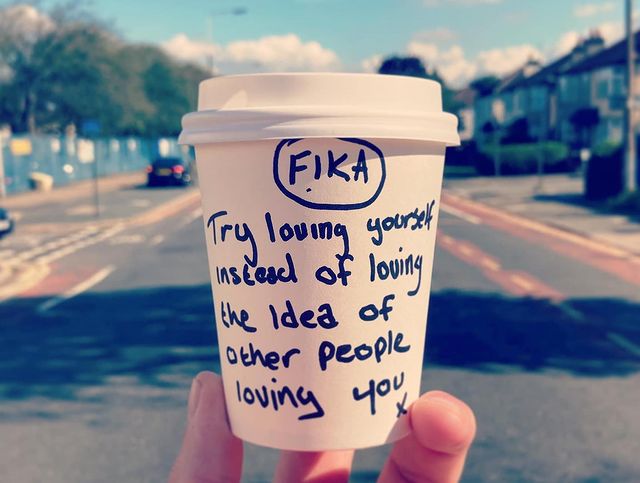 FIKA
Try loving yourself
instead of loving
the idea of
other people
loving you
x